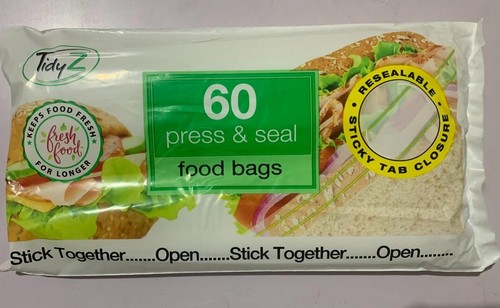 TidyZ
60
press & seal
food bags
KEEPS FOOD FRESH
fresh
food
FOR LONGER
• RESEALABLE •
STICKY TAB CLOSURE
Stick Together.......Open......Stick Together.......Open........